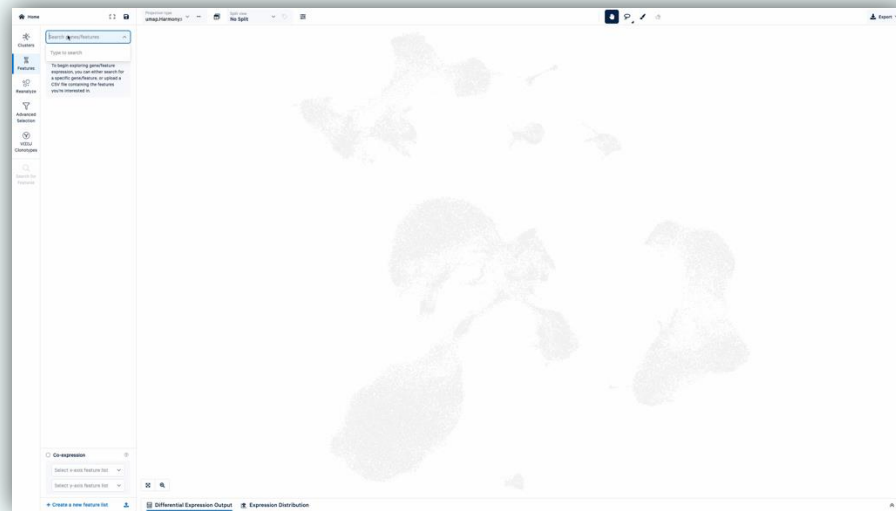 Home
Projection type
umap.Harmony
Split view
No Split
Export
Clusters
Search genes/features
Type to search
Features
To begin exploring gene/feature
expression, you can either search for
a specific gene/feature, or upload a
CSV file containing the features
you're interested in.
Reanalyze
Advanced
Selection
V(D)J
Clonotypes
Co-expression
Select x-axis feature list
Select y-axis feature list
+ Create a new feature list
Differential Expression Output
Expression Distribution